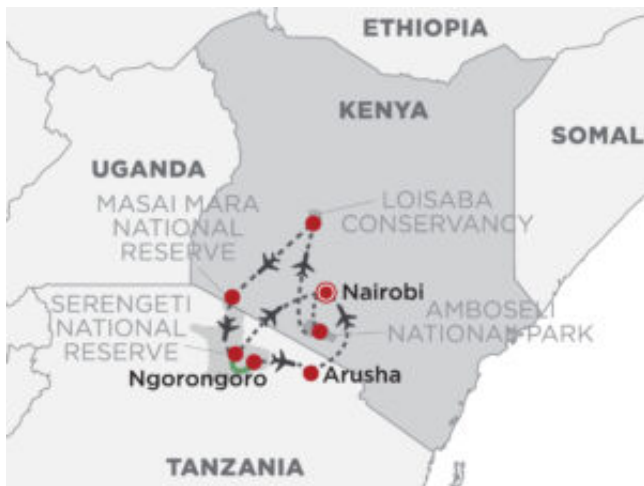 ETHIOPIA
KENYA
SOMAL
UGANDA
MASAI MARA
NATIONAL
RESERVE
LOISABA
CONSERVANCY
Nairobi
SERENGETI
NATIONAL
RESERVE
AMBOSELI
NATIONAL PARK
Ngorongoro
Arusha
TANZANIA